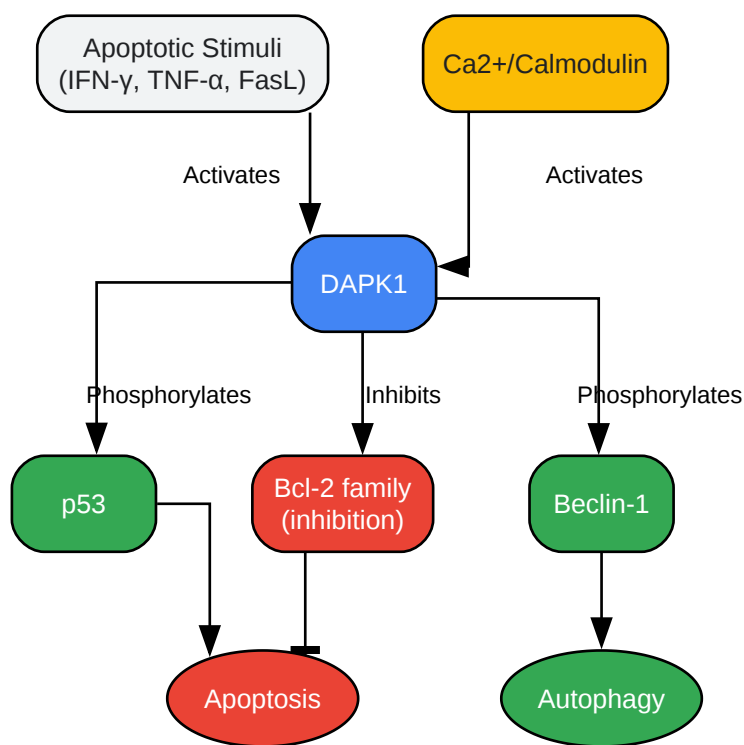 Apoptotic Stimuli
(IFN-γ, TNF-α, FasL)
Ca2+/Calmodulin
Activates
Activates
DAPK1
Phosphorylates
Inhibits
Phosphorylates
p53
Bcl-2 family
(inhibition)
Beclin-1
Apoptosis
Autophagy